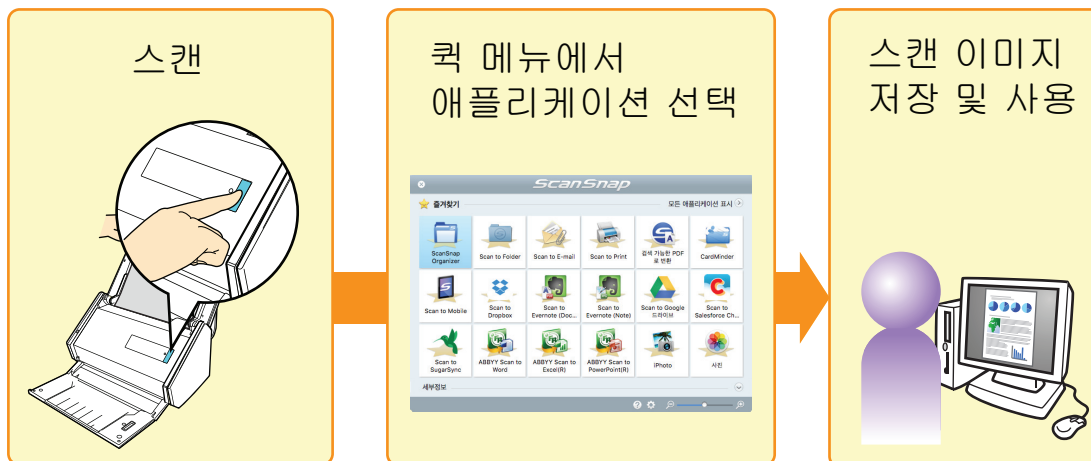 스캔
퀵 메뉴에서
애플리케이션 선택
ScanSnap
즐겨찾기
모든 애플리케이션 표시
ScanSnap
Organizer
Scan to Folder
Scan to E-mail
Scan to Print
검색 가능한 PDF
로 변환
CardMinder
Scan to Mobile
Scan to
Dropbox
Scan to
Evernote (Doc...
Scan to
Evernote (Note)
Scan to Google
드라이브
Scan to
Salesforce Ch...
Scan to
SugarSync
ABBYY Scan to
Word
ABBYY Scan to
Excel(R)
ABBYY Scan to
PowerPoint(R)
iPhoto
사진
세부정보
스캔 이미지
저장 및 사용